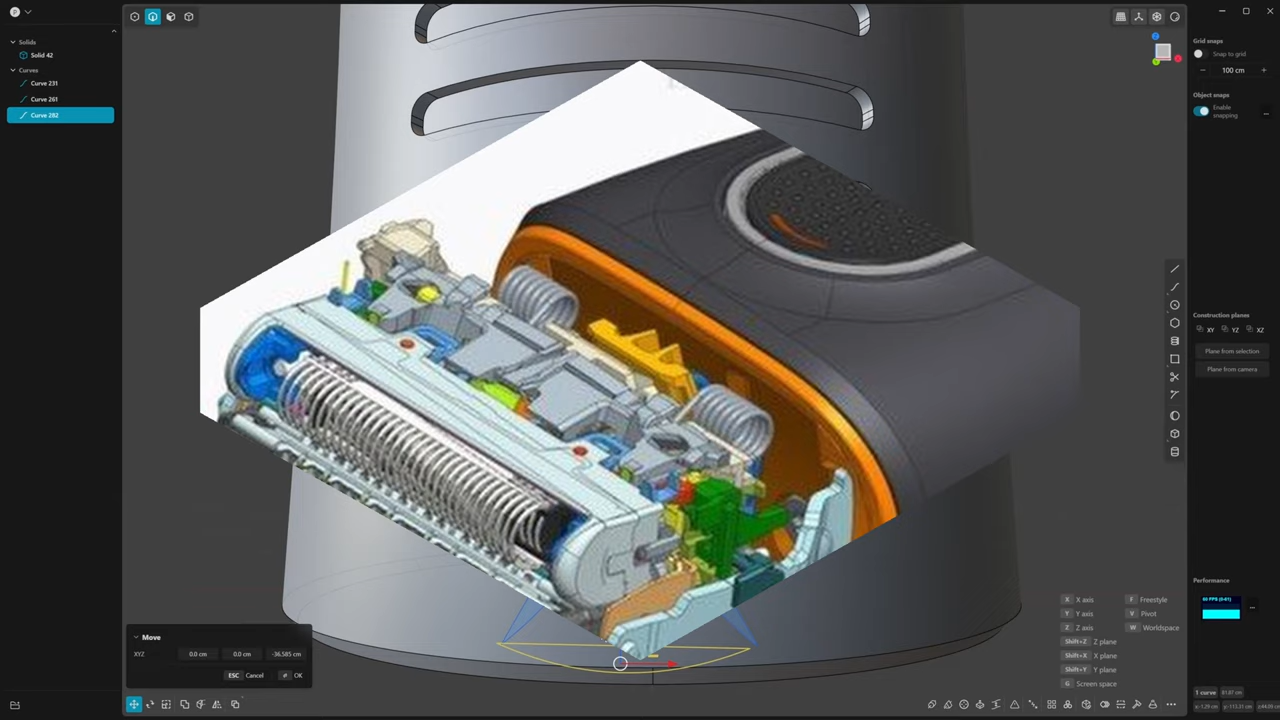 Solids
Solid 42
Curves
Curve 231
Curve 261
Curve 282
Grid snaps
Snap to grid
100 cm
Object snaps
Enable
snapping
Construction planes
XY YZ XZ
Plane from selection
Plane from camera
Performance
X X axis F Freestyle
Y Y axis V Pivot
Z Z axis W Worldspace
Shift+Z Z plane
Shift+X X plane
Shift+Y Y plane
G Screen space
Move
XYZ 0.0 cm 0.0 cm -36.585 cm
ESC Cancel OK
1 curve